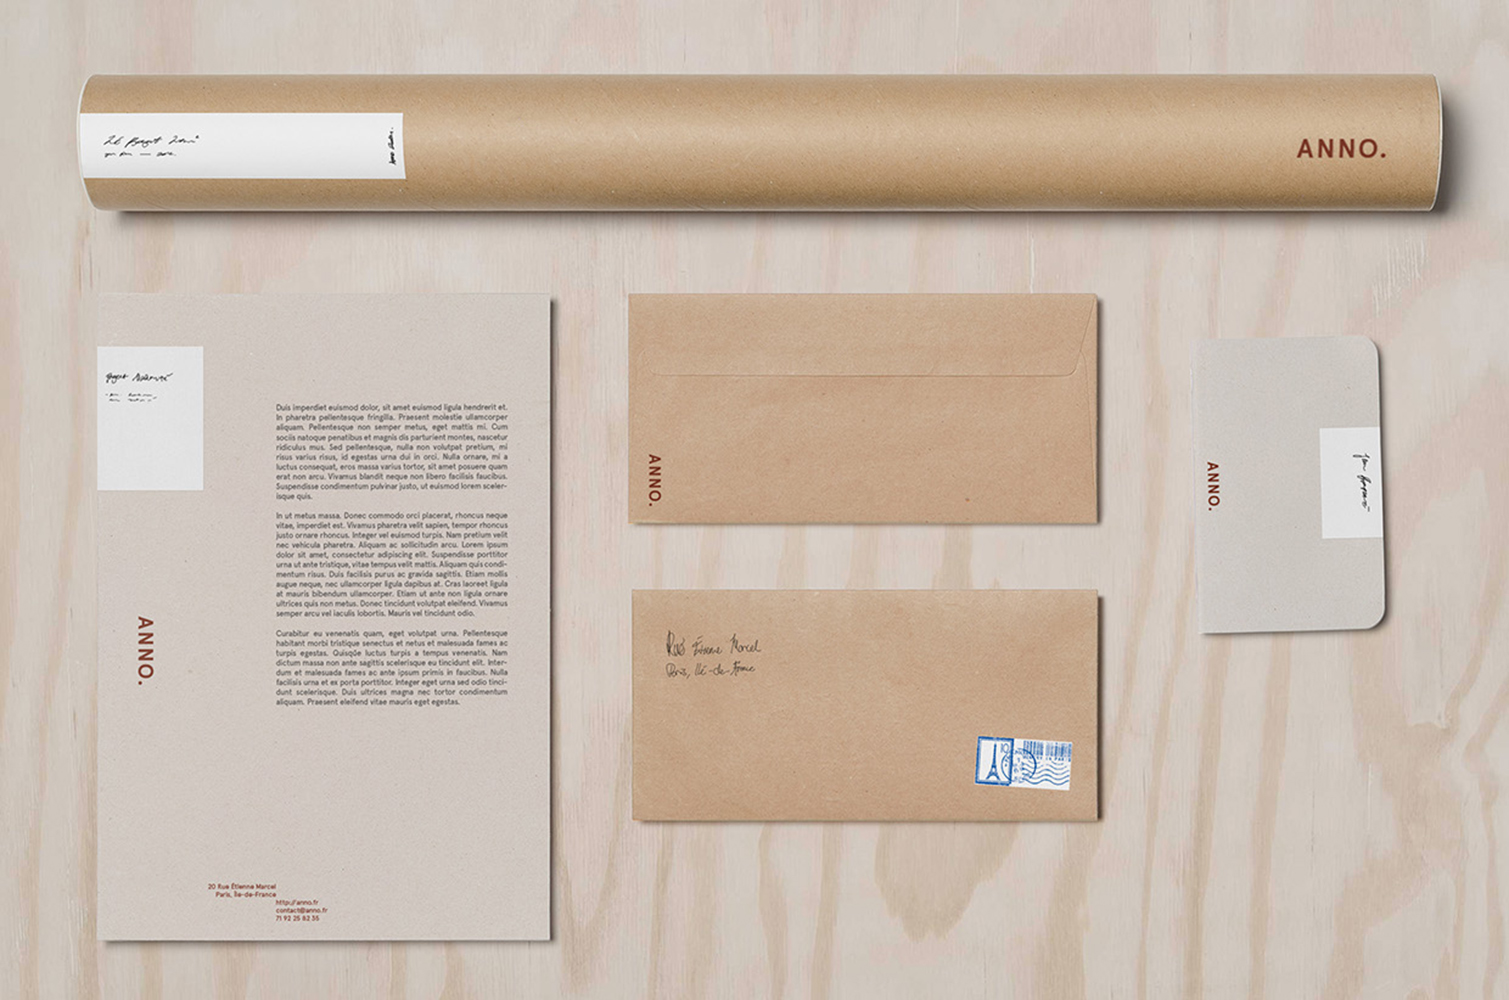 ANNO.
Duis imperdiet euismod dolor, sit amet euismod ligula hendrerit et.
In pharetra pellentesque fringilla. Praesent molestie ullamcorper
aliquam. Pellentesque non semper metus, eget mattis mi. Cum
sociis natoque penatibus et magnis dis parturient montes, nascetur
ridiculus mus. Sed pellentesque, nulla non volutpat pretium, mi
risus varius risus, id egestas urna dui in orci. Nulla ornare, mi a
luctus consequat, eros massa varius tortor, sit amet posuere quam
erat non arcu. Vivamus blandit neque non libero facilisis faucibus.
Suspendisse condimentum pulvinar justo, ut euismod lorem sceler-
isque quis.
In ut metus massa. Donec commodo orci placerat, rhoncus neque
vitae, imperdiet est. Vivamus pharetra velit sapien, tempor rhoncus
justo ornare rhoncus. Integer vel euismod turpis. Nam pretium velit
nec vehicula pharetra. Aliquam ac sollicitudin arcu. Lorem ipsum
dolor sit amet, consectetur adipiscing elit. Suspendisse porttitor
urna ut ante tristique, vitae tempus velit mattis. Aliquam quis condi-
mentum risus. Duis facilisis purus ac gravida sagittis. Etiam mollis
augue neque, nec ullamcorper ligula dapibus at. Cras laoreet ligula
at mauris bibendum ullamcorper. Etiam ut ante non ligula ornare
ultrices quis non metus. Donec tincidunt volutpat eleifend. Vivamus
semper arcu vel iaculis lobortis. Mauris vel tincidunt odio.
Curabitur eu venenatis quam, eget volutpat urna. Pellentesque
habitant morbi tristique senectus et netus et malesuada fames ac
turpis egestas. Quisque luctus turpis a tempus venenatis. Nam
dictum massa non ante sagittis scelerisque eu tincidunt elit. Inter-
dum et malesuada fames ac ante ipsum primis in faucibus. Nulla
facilisis urna et ex porta porttitor. Integer eget urna sed odio tinci-
dunt scelerisque. Duis ultrices magna nec tortor condimentum
aliquam. Praesent eleifend vitae mauris eget egestas.
ANNO.
20 Rue Étienne Marcel
Paris, Île-de-France
http://anno.fr
contact@anno.fr
71 92 25 82 35
ANNO.
Étienne Marcel
Paris, Ile-de-France
ANNO.